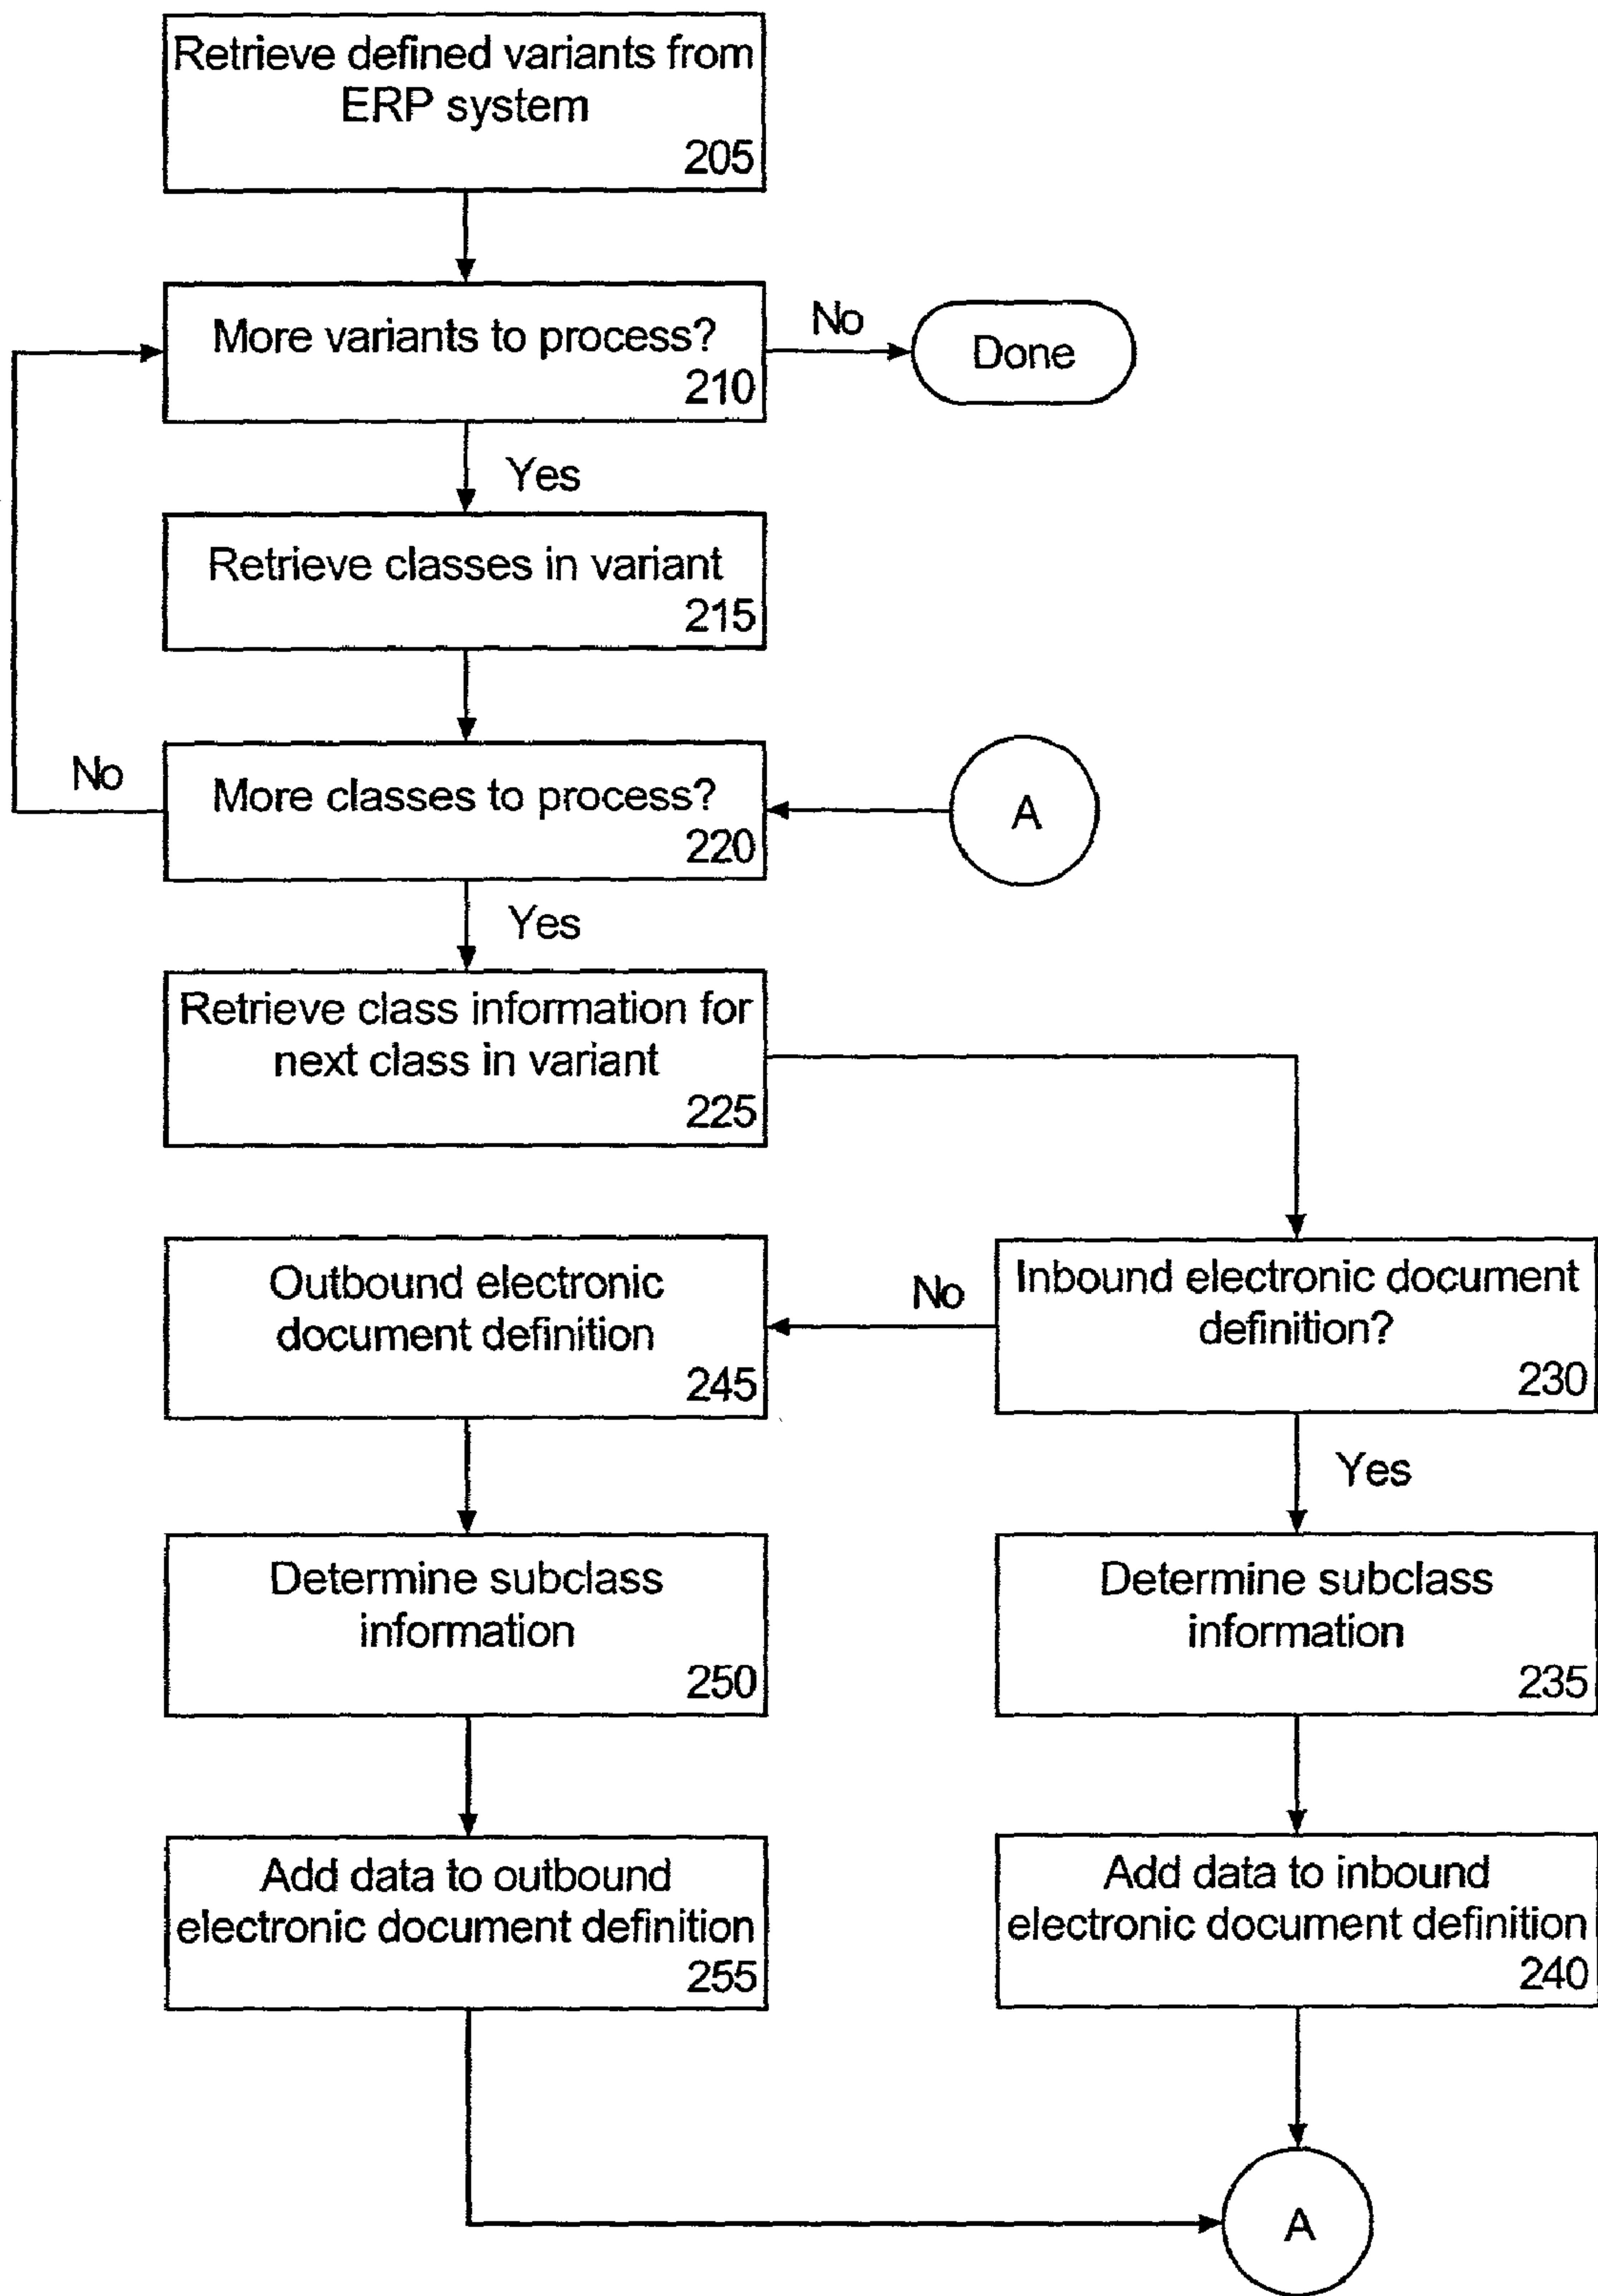 Retrieve defined variants from
ERP system
205
More variants to process?
210
No
Done
Yes
Retrieve classes in variant
215
No
More classes to process?
220
A
Yes
Retrieve class information for
next class in variant
225
Outbound electronic
document definition
245
No
Inbound electronic document
definition?
230
Yes
Determine subclass
information
250
Determine subclass
information
235
Add data to outbound
electronic document definition
255
Add data to inbound
electronic document definition
240
A